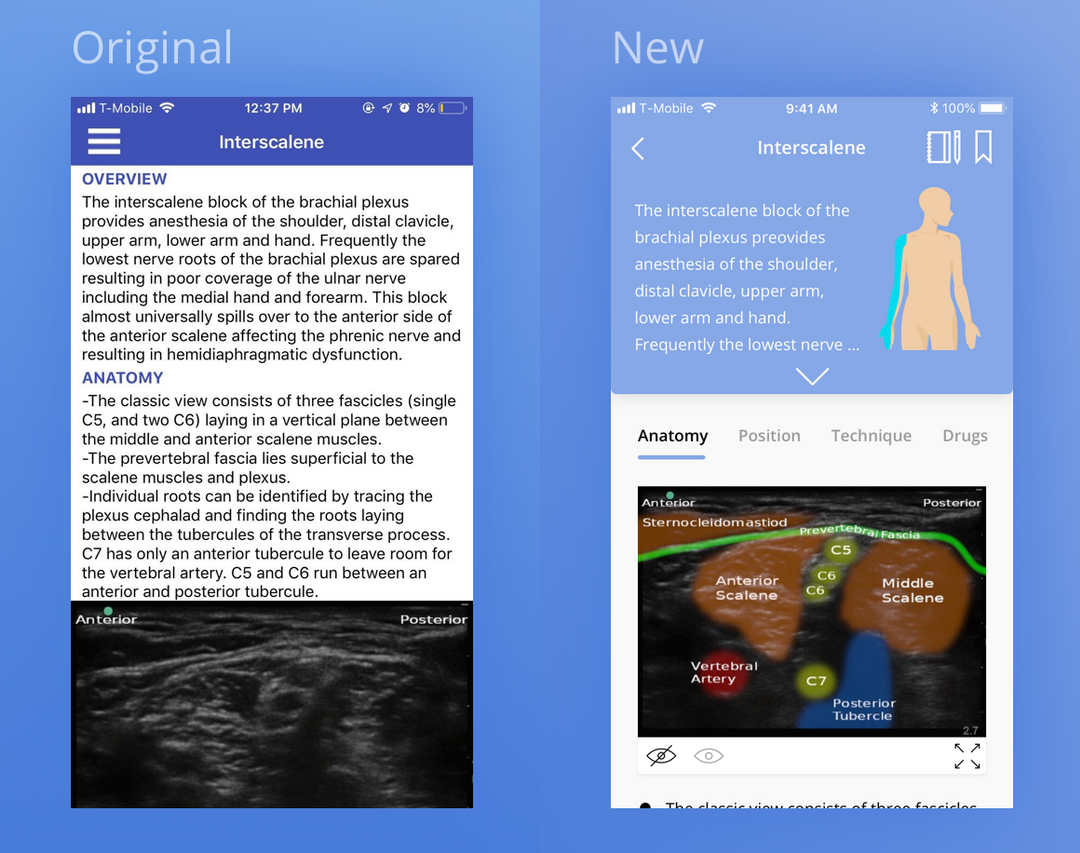 Original
T-Mobile 12:37 PM 8%
Interscalene
OVERVIEW
The interscalene block of the brachial plexus
provides anesthesia of the shoulder, distal clavicle,
upper arm, lower arm and hand. Frequently the
lowest nerve roots of the brachial plexus are spared
resulting in poor coverage of the ulnar nerve
including the medial hand and forearm. This block
almost universally spills over to the anterior side of
the anterior scalene affecting the phrenic nerve and
resulting in hemidiaphragmatic dysfunction.
ANATOMY
-The classic view consists of three fascicles (single
C5, and two C6) laying in a vertical plane between
the middle and anterior scalene muscles.
-The prevertebral fascia lies superficial to the
scalene muscles and plexus.
-Individual roots can be identified by tracing the
plexus cephalad and finding the roots laying
between the tubercules of the transverse process.
C7 has only an anterior tubercule to leave room for
the vertebral artery. C5 and C6 run between an
anterior and posterior tubercule.
Anterior Posterior
New
T-Mobile 9:41 AM 100%
Interscalene
The interscalene block of the
brachial plexus preovides
anesthesia of the shoulder,
distal clavicle, upper arm,
lower arm and hand.
Frequently the lowest nerve ...
Anatomy Position Technique Drugs
Anterior Posterior
Sternocleidomastiod
Prevertebral Fascia
C5
C6
C6
Anterior
Scalene
Middle
Scalene
Vertebral
Artery
C7
Posterior
Tubercle
2.7
The classic view consists of three fascicles